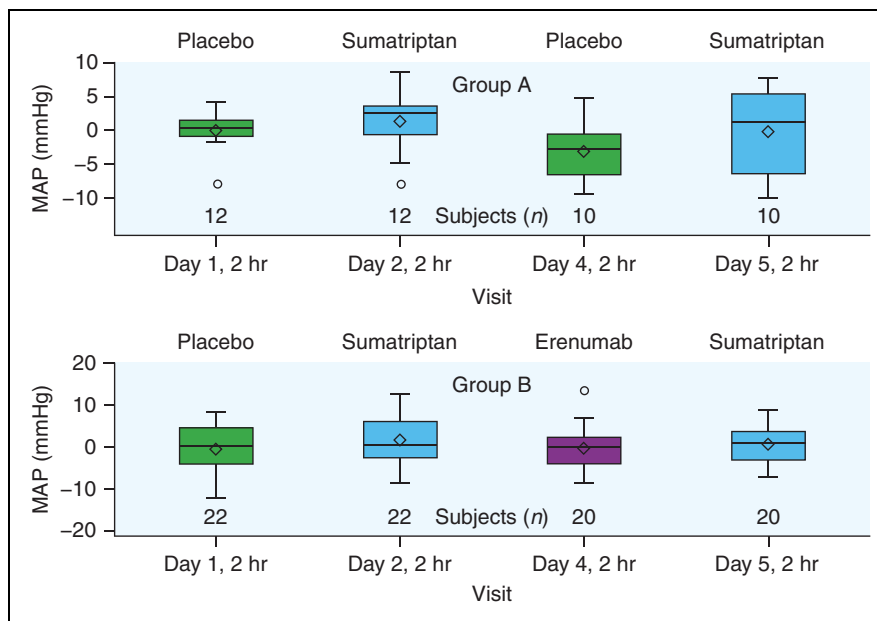 Placebo Sumatriptan Placebo Sumatriptan
Group A
MAP (mmHg)
10
5
0
−5
−10
12 12 Subjects (n) 10 10
Day 1, 2 hr Day 2, 2 hr Day 4, 2 hr Day 5, 2 hr
Visit
Placebo Sumatriptan Erenumab Sumatriptan
Group B
MAP (mmHg)
20
10
0
−10
−20
22 22 Subjects (n) 20 20
Day 1, 2 hr Day 2, 2 hr Day 4, 2 hr Day 5, 2 hr
Visit